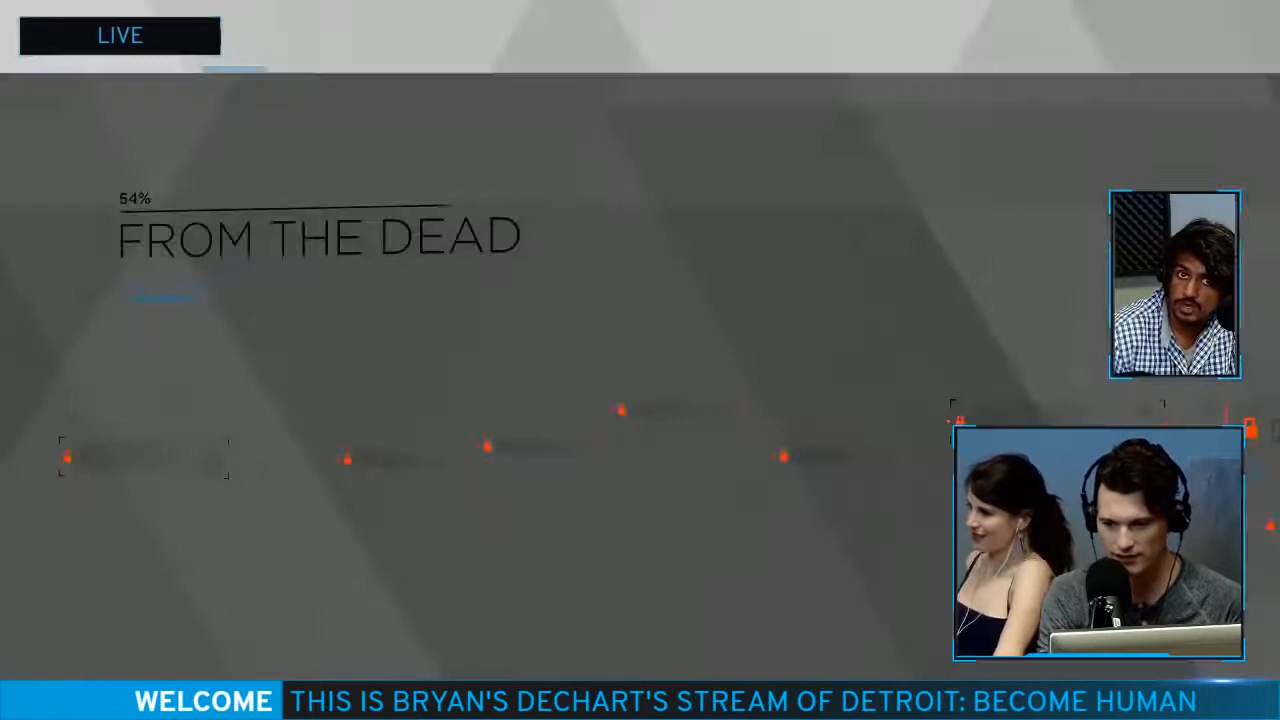 LIVE
54%
FROM THE DEAD
WELCOME THIS IS BRYAN'S DECHART'S STREAM OF DETROIT: BECOME HUMAN